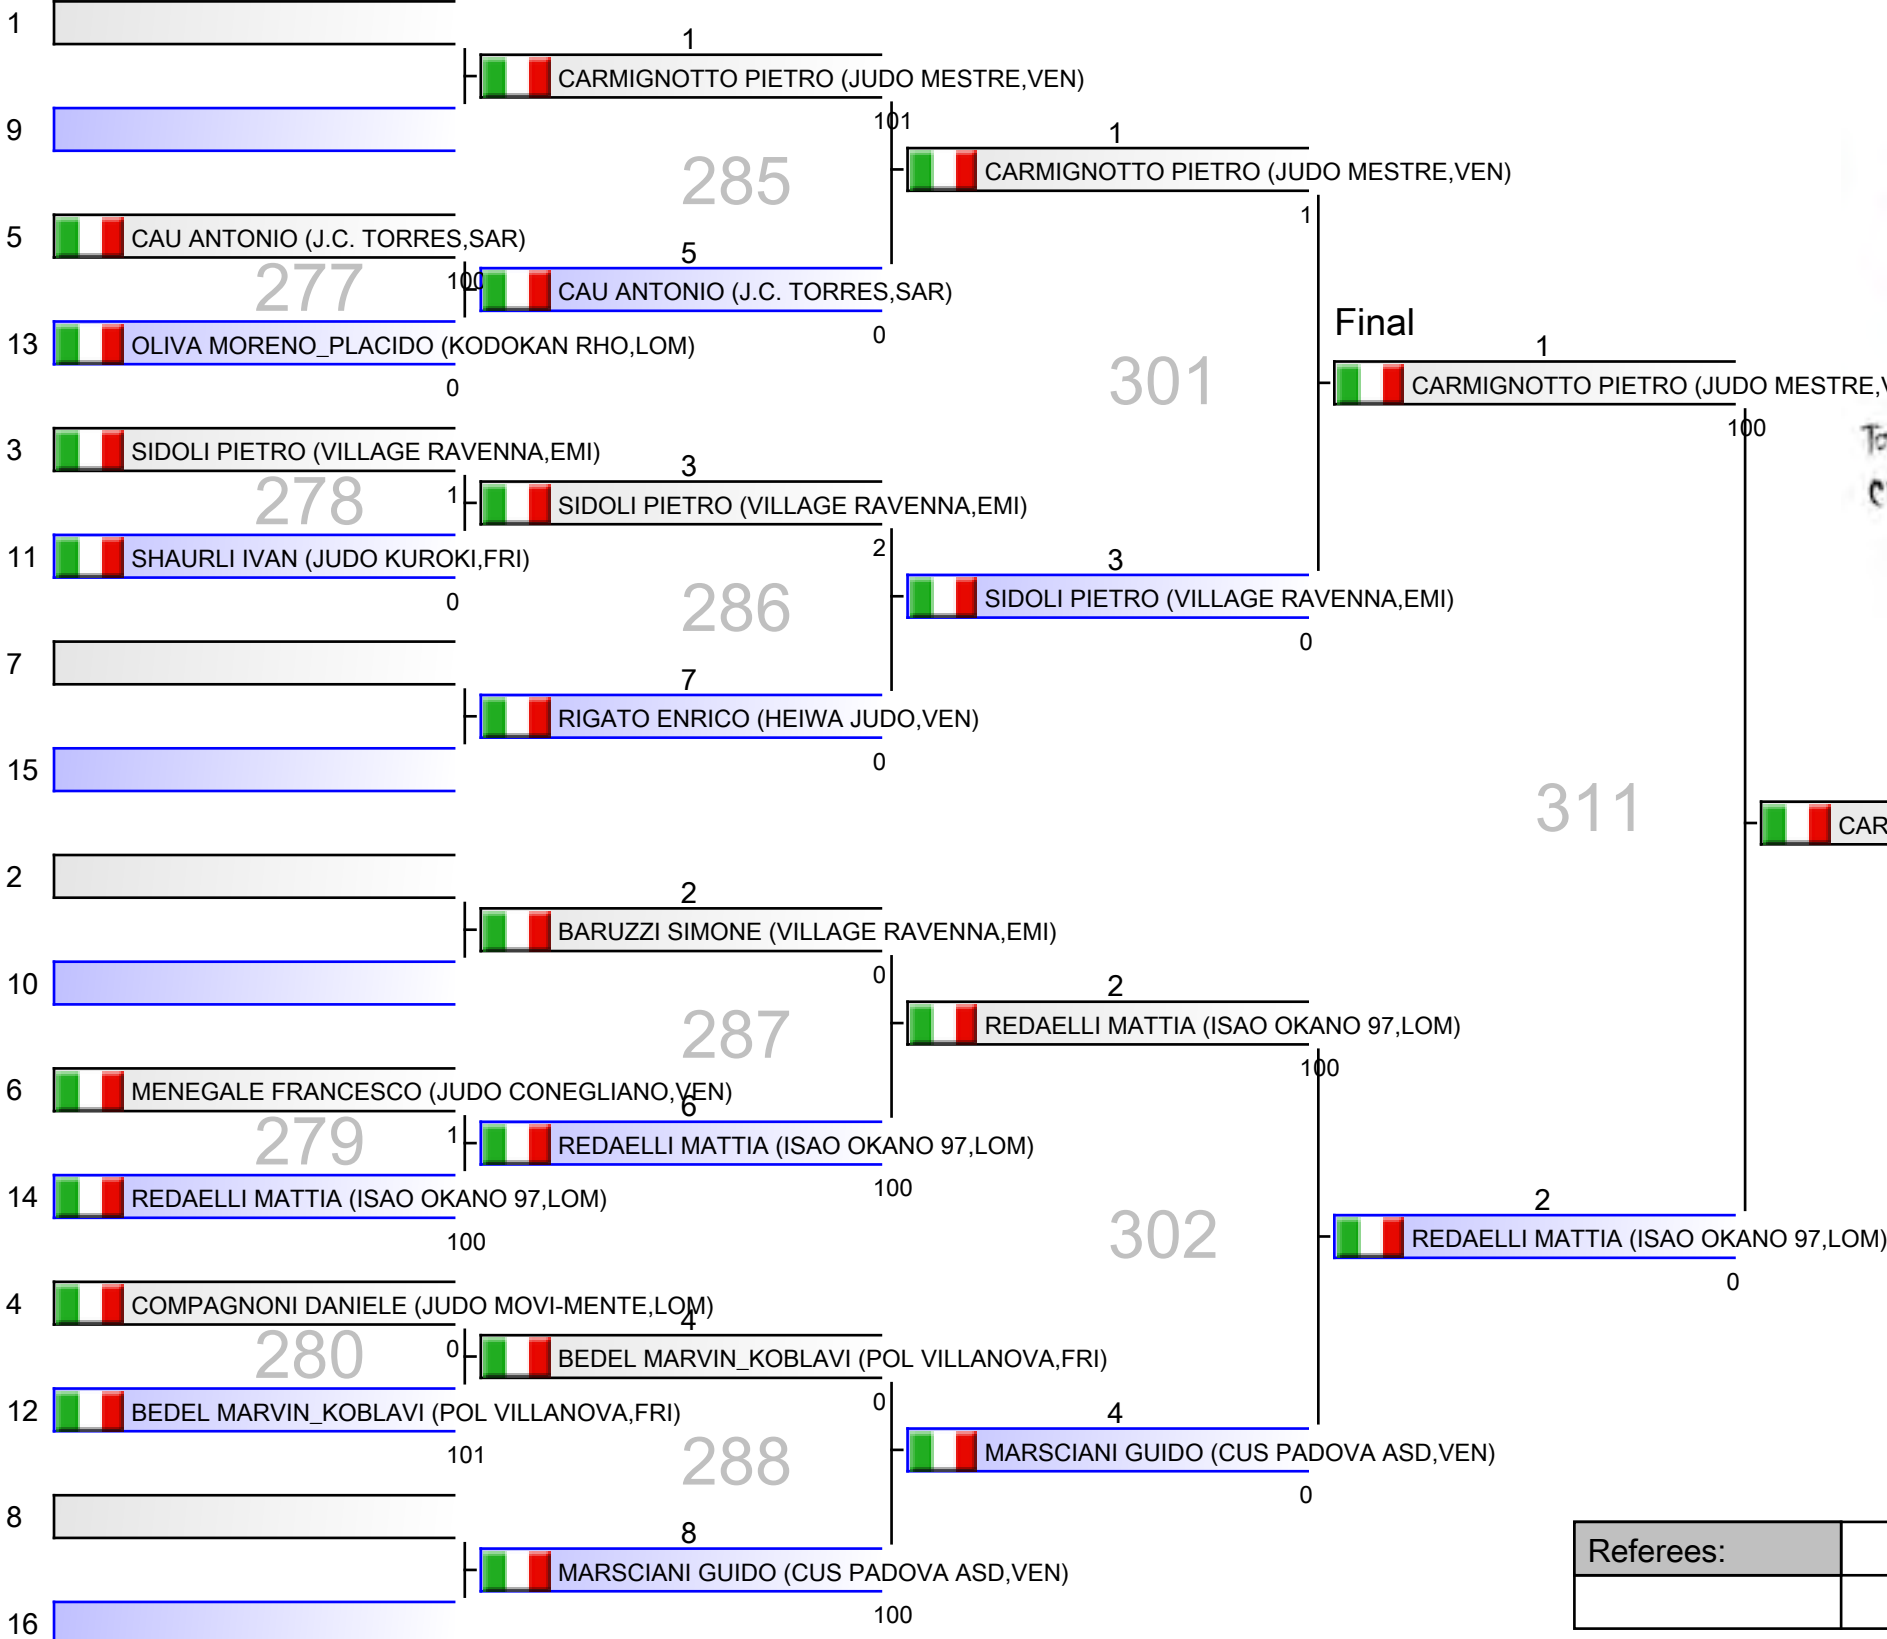 1
1
CARMIGNOTTO PIETRO (JUDO MESTRE,VEN)
9
101
1
285
CARMIGNOTTO PIETRO (JUDO MESTRE,VEN)
1
5
CAU ANTONIO (J.C. TORRES,SAR)
5
277
100
CAU ANTONIO (J.C. TORRES,SAR)
0
Final
13
OLIVA MORENO_PLACIDO (KODOKAN RHO,LOM)
0
301
1
CARMIGNOTTO PIETRO (JUDO MESTRE,V
100
3
SIDOLI PIETRO (VILLAGE RAVENNA,EMI)
3
278
1
SIDOLI PIETRO (VILLAGE RAVENNA,EMI)
2
11
SHAURLI IVAN (JUDO KUROKI,FRI)
0
3
286
SIDOLI PIETRO (VILLAGE RAVENNA,EMI)
0
7
7
RIGATO ENRICO (HEIWA JUDO,VEN)
0
15
311
CAR
2
2
BARUZZI SIMONE (VILLAGE RAVENNA,EMI)
0
10
2
287
REDAELLI MATTIA (ISAO OKANO 97,LOM)
100
6
MENEGALE FRANCESCO (JUDO CONEGLIANO,VEN)
6
279
1
REDAELLI MATTIA (ISAO OKANO 97,LOM)
100
14
REDAELLI MATTIA (ISAO OKANO 97,LOM)
100
302
2
REDAELLI MATTIA (ISAO OKANO 97,LOM)
0
4
COMPAGNONI DANIELE (JUDO MOVI-MENTE,LOM)
4
280
0
BEDEL MARVIN_KOBLAVI (POL VILLANOVA,FRI)
0
12
BEDEL MARVIN_KOBLAVI (POL VILLANOVA,FRI)
101
4
288
MARSCIANI GUIDO (CUS PADOVA ASD,VEN)
0
8
8
MARSCIANI GUIDO (CUS PADOVA ASD,VEN)
100
16
Referees: